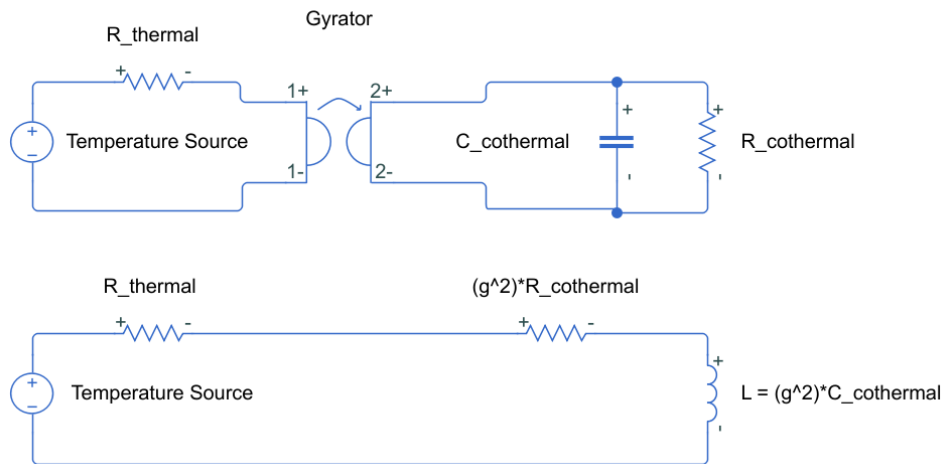 Gyrator
R_thermal
+ -
1+ 2+
+
Temperature Source
-
C_cothermal
+
-
R_cothermal
+
-
1- 2-
R_thermal
(g^2)*R_cothermal
+ - + -
+
Temperature Source
-
+
L = (g^2)*C_cothermal
-